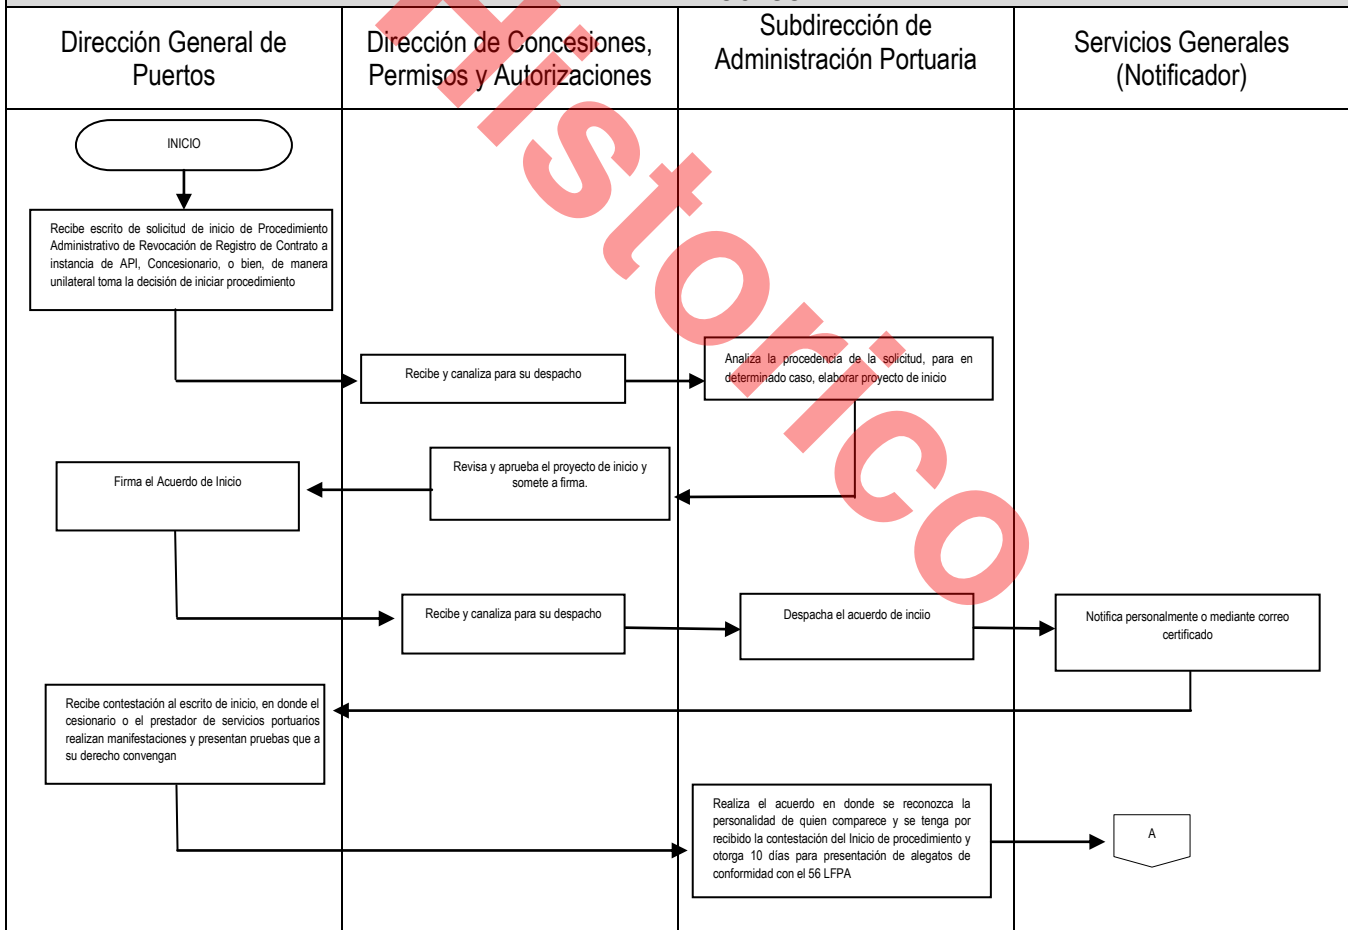 Dirección General de
Puertos
Dirección de Concesiones,
Permisos y Autorizaciones
Subdirección de
Administración Portuaria
Servicios Generales
(Notificador)
INICIO
Recibe escrito de solicitud de inicio de Procedimiento
Administrativo de Revocación de Registro de Contrato a
instancia de API, Concesionario, o bien, de manera
unilateral toma la decisión de iniciar procedimiento
Recibe y canaliza para su despacho
Analiza la procedencia de la solicitud, para en
determinado caso, elaborar proyecto de inicio
Revisa y aprueba el proyecto de inicio y
somete a firma.
Firma el Acuerdo de Inicio
Recibe y canaliza para su despacho
Despacha el acuerdo de inciio
Notifica personalmente o mediante correo
certificado
Recibe contestación al escrito de inicio, en donde el
cesionario o el prestador de servicios portuarios
realizan manifestaciones y presentan pruebas que a
su derecho convengan
Realiza el acuerdo en donde se reconozca la
personalidad de quien comparece y se tenga por
recibido la contestación del Inicio de procedimiento y
otorga 10 días para presentación de alegatos de
conformidad con el 56 LFPA
A
Historico